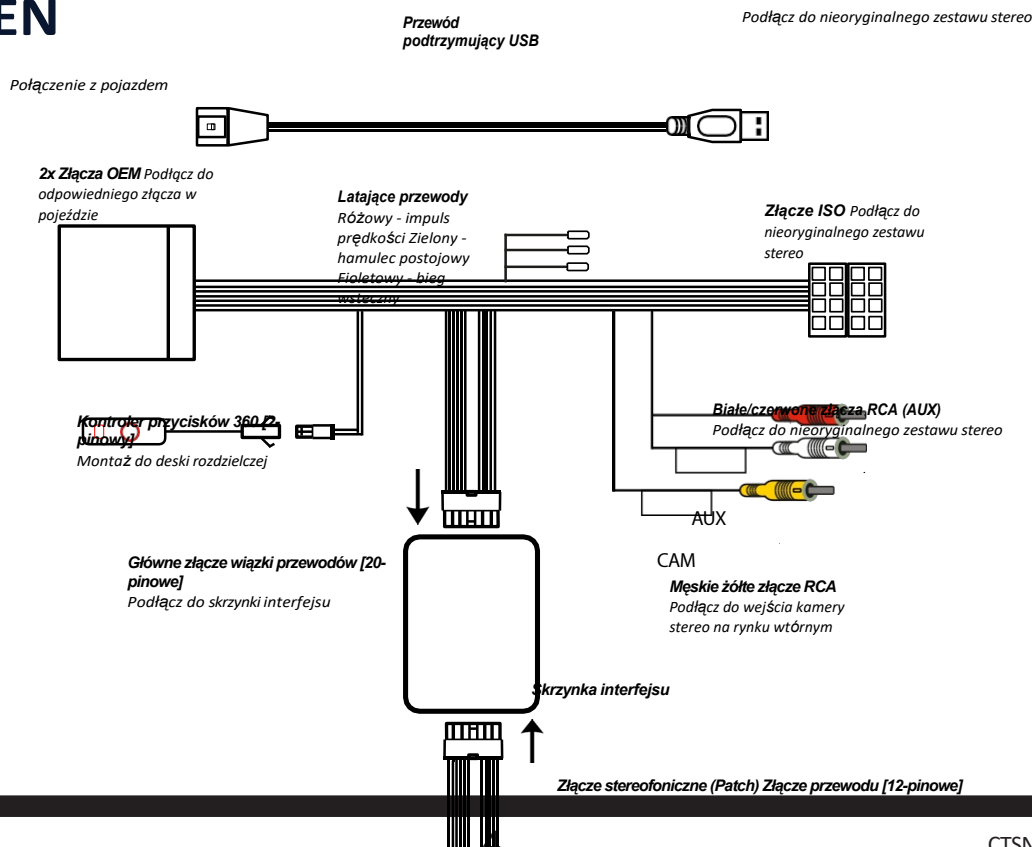 EN
Przewód
podtrzymujący USB
Podłącz do nieoryginalnego zestawu stereo
Połączenie z pojazdem
2x Złącza OEM Podłącz do
odpowiedniego złącza w
pojeździe
Latające przewody
Różowy - impuls
prędkości Zielony -
hamulec postojowy
Fioletowy - bieg
wsteczny
Złącze ISO Podłącz do
nieoryginalnego zestawu
stereo
Kontroler przycisków 360 [2-
pinowy]
Montaż do deski rozdzielczej
Białe/czerwone złącza RCA (AUX)
Podłącz do nieoryginalnego zestawu stereo
AUX
CAM
Główne złącze wiązki przewodów [20-
pinowe]
Podłącz do skrzynki interfejsu
Męskie żółte złącze RCA
Podłącz do wejścia kamery
stereo na rynku wtórnym
Skrzynka interfejsu
Złącze stereofoniczne (Patch) Złącze przewodu [12-pinowe]